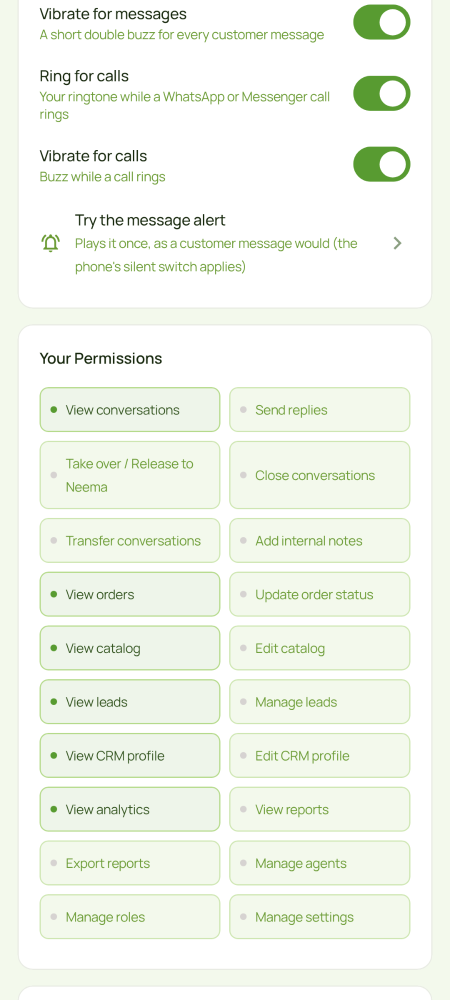 Vibrate for messages
A short double buzz for every customer message
Ring for calls
Your ringtone while a WhatsApp or Messenger call
rings
Vibrate for calls
Buzz while a call rings
Try the message alert
Plays it once, as a customer message would (the
phone's silent switch applies)
Your Permissions
View conversations
Send replies
Take over / Release to
Neema
Close conversations
Transfer conversations
Add internal notes
View orders
Update order status
View catalog
Edit catalog
View leads
Manage leads
View CRM profile
Edit CRM profile
View analytics
View reports
Export reports
Manage agents
Manage roles
Manage settings